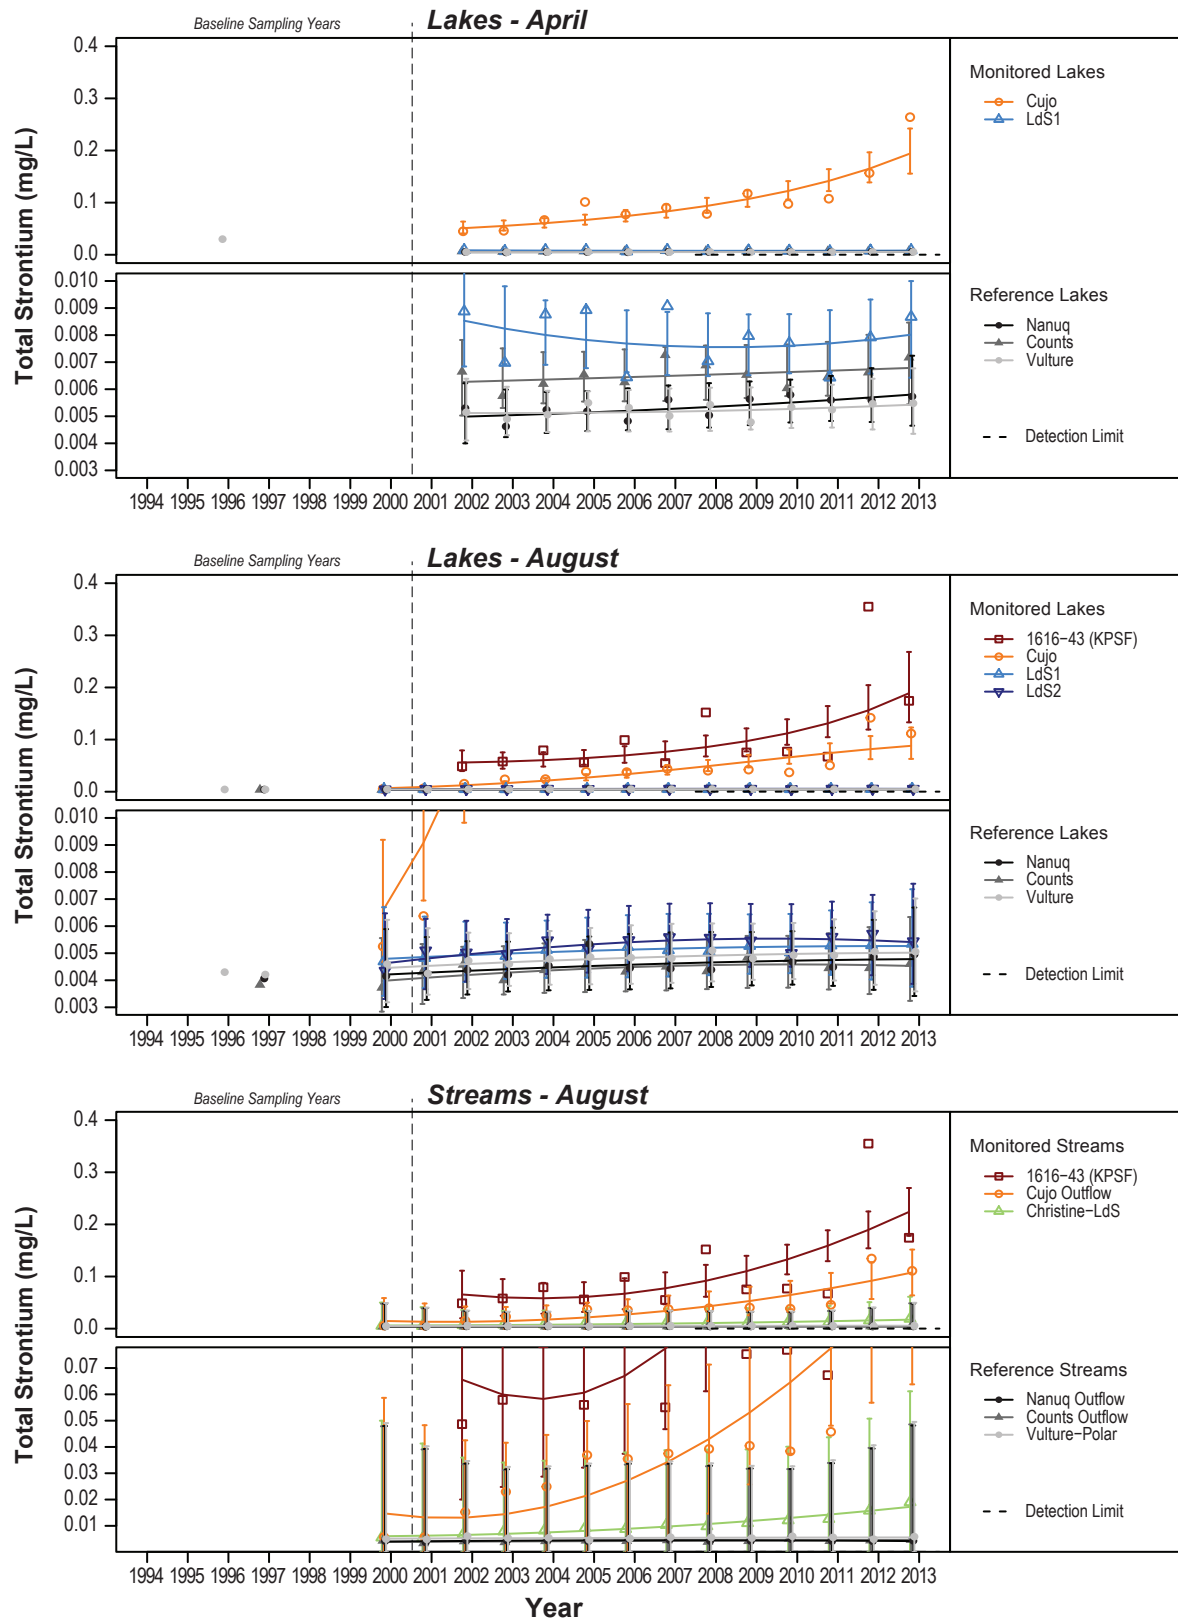 Baseline Sampling Years
Lakes - April
Total Strontium (mg/L)
0.4
0.3
0.2
0.1
0.0
0.010
0.009
0.008
0.007
0.006
0.005
0.004
0.003
1994 1995 1996 1997 1998 1999 2000 2001 2002 2003 2004 2005 2006 2007 2008 2009 2010 2011 2012 2013
Monitored Lakes
Cujo
LdS1
Reference Lakes
Nanuq
Counts
Vulture
Detection Limit
Baseline Sampling Years
Lakes - August
Total Strontium (mg/L)
0.4
0.3
0.2
0.1
0.0
0.010
0.009
0.008
0.007
0.006
0.005
0.004
0.003
1994 1995 1996 1997 1998 1999 2000 2001 2002 2003 2004 2005 2006 2007 2008 2009 2010 2011 2012 2013
Monitored Lakes
1616-43 (KPSF)
Cujo
LdS1
LdS2
Reference Lakes
Nanuq
Counts
Vulture
Detection Limit
Baseline Sampling Years
Streams - August
Total Strontium (mg/L)
0.4
0.3
0.2
0.1
0.0
0.07
0.06
0.05
0.04
0.03
0.02
0.01
1994 1995 1996 1997 1998 1999 2000 2001 2002 2003 2004 2005 2006 2007 2008 2009 2010 2011 2012 2013
Year
Monitored Streams
1616-43 (KPSF)
Cujo Outflow
Christine-LdS
Reference Streams
Nanuq Outflow
Counts Outflow
Vulture-Polar
Detection Limit